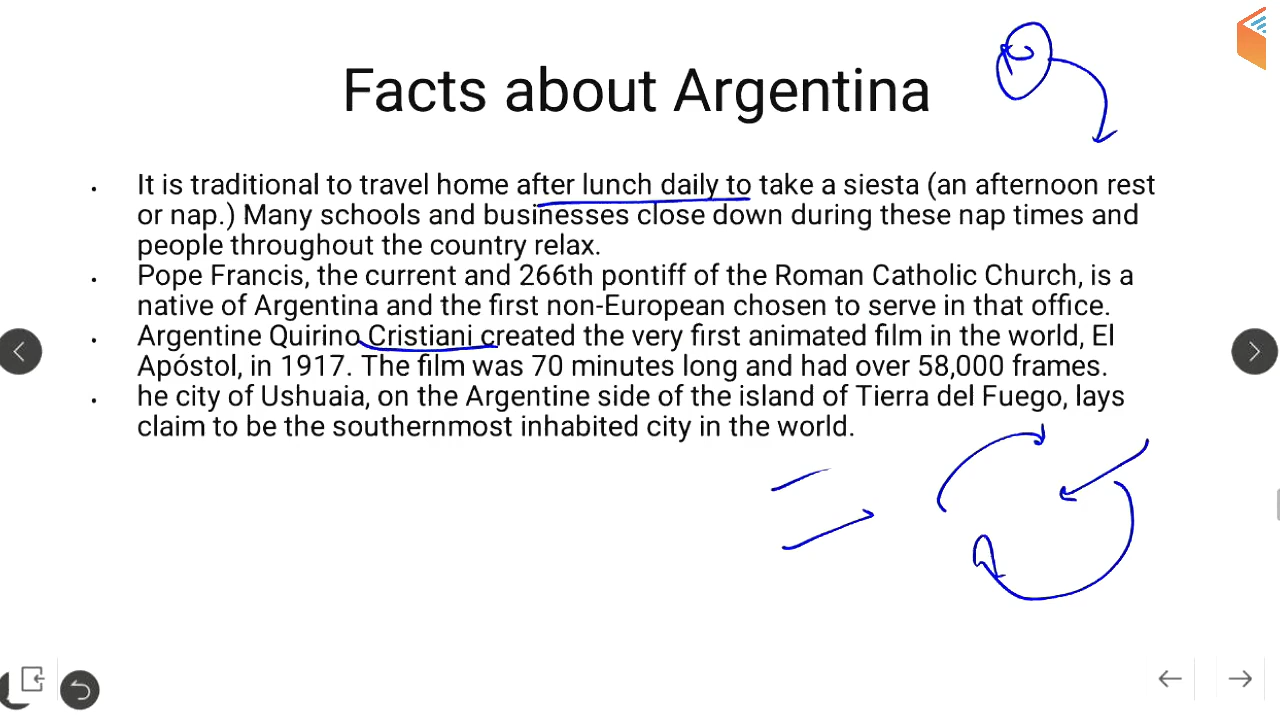 Facts about Argentina
• It is traditional to travel home after lunch daily to take a siesta (an afternoon rest
or nap.) Many schools and businesses close down during these nap times and
people throughout the country relax.
• Pope Francis, the current and 266th pontiff of the Roman Catholic Church, is a
native of Argentina and the first non-European chosen to serve in that office.
• Argentine Quirino Cristiani created the very first animated film in the world, El
Apóstol, in 1917. The film was 70 minutes long and had over 58,000 frames.
• he city of Ushuaia, on the Argentine side of the island of Tierra del Fuego, lays
claim to be the southernmost inhabited city in the world.